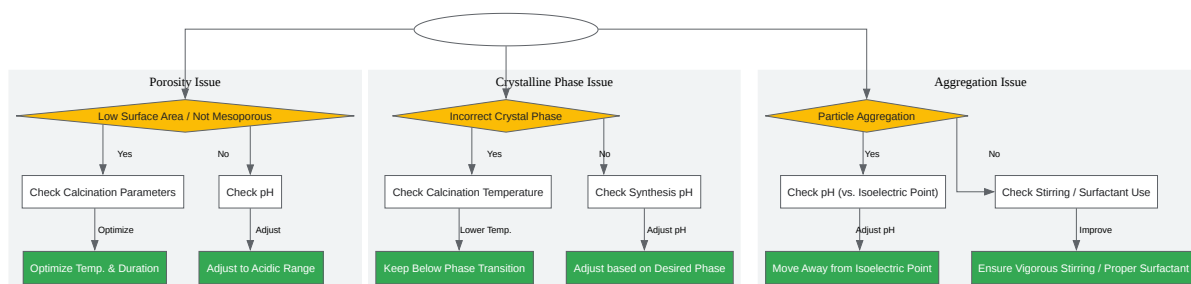 Porosity Issue
Crystalline Phase Issue
Aggregation Issue
Low Surface Area / Not Mesoporous
Incorrect Crystal Phase
Particle Aggregation
Yes
No
Yes
No
Yes
No
Check Calcination Parameters
Check pH
Check Calcination Temperature
Check Synthesis pH
Check pH (vs. Isoelectric Point)
Check Stirring / Surfactant Use
Optimize
Adjust
Lower Temp.
Adjust pH
Adjust pH
Improve
Optimize Temp. & Duration
Adjust to Acidic Range
Keep Below Phase Transition
Adjust based on Desired Phase
Move Away from Isoelectric Point
Ensure Vigorous Stirring / Proper Surfactant